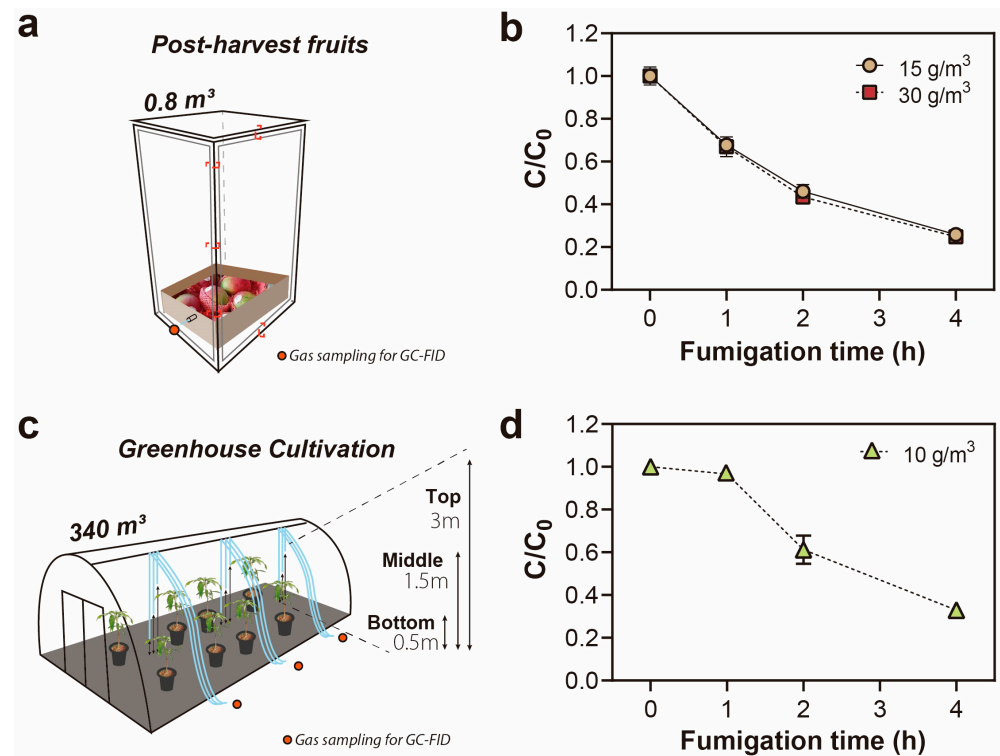 a
Post-harvest fruits
0.8 m³
Gas sampling for GC-FID
b
1.2
1.0
0.8
0.6
0.4
0.2
0.0
C/C₀
15 g/m³
30 g/m³
0 1 2 3 4
Fumigation time (h)
c
Greenhouse Cultivation
340 m³
Top
3m
Middle
1.5m
Bottom
0.5m
Gas sampling for GC-FID
d
1.2
1.0
0.8
0.6
0.4
0.2
0.0
C/C₀
10 g/m³
0 1 2 3 4
Fumigation time (h)